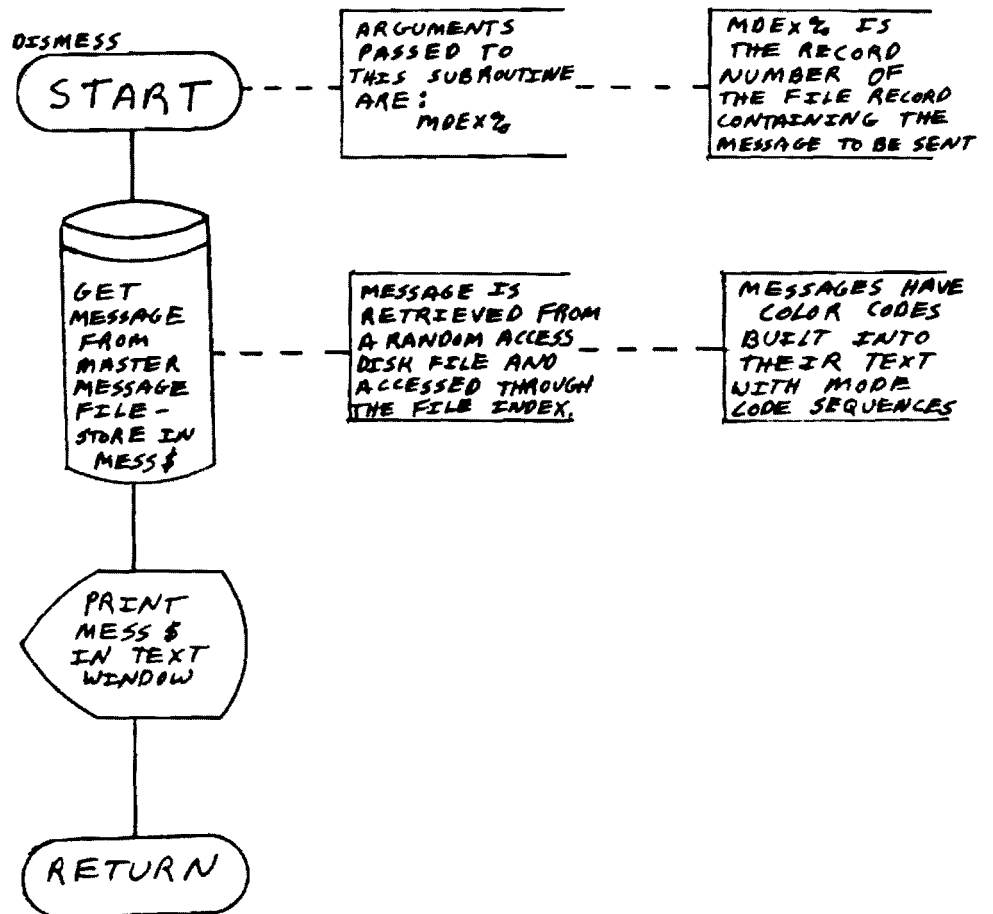 DISMESS
START
ARGUMENTS
PASSED TO
THIS SUBROUTINE
ARE:
MDEX%
MDEX% IS
THE RECORD
NUMBER OF
THE FILE RECORD
CONTAINING THE
MESSAGE TO BE SENT
GET
MESSAGE
FROM
MASTER
MESSAGE
FILE-
STORE IN
MESS$
MESSAGE IS
RETRIEVED FROM
A RANDOM ACCESS
DISK FILE AND
ACCESSED THROUGH
THE FILE INDEX.
MESSAGES HAVE
COLOR CODES
BUILT INTO
THEIR TEXT
WITH MODE
CODE SEQUENCES
PRINT
MESS $
IN TEXT
WINDOW
RETURN